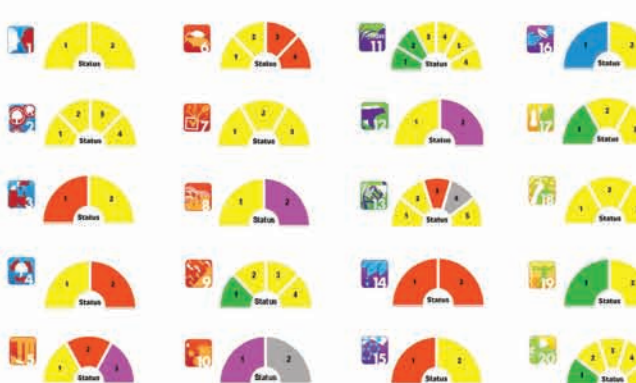 1 1 2
Status
6 1 2 3 4
Status
11 1 2 3 4 5 6
Status
16 1 2
Status
2 1 2 3 4
Status
7 1 2 3
Status
12 1 2
Status
17 1 2 3
Status
3 1 2
Status
8 1 2
Status
13 1 2 3 4 5
Status
18 1 2
Status
4 1 2
Status
9 1 2 3 4
Status
14 1 2
Status
19 1 2
Status
5 1 2 3
Status
10 1 2
Status
15 1 2
Status
20 1 2 3 4
Status